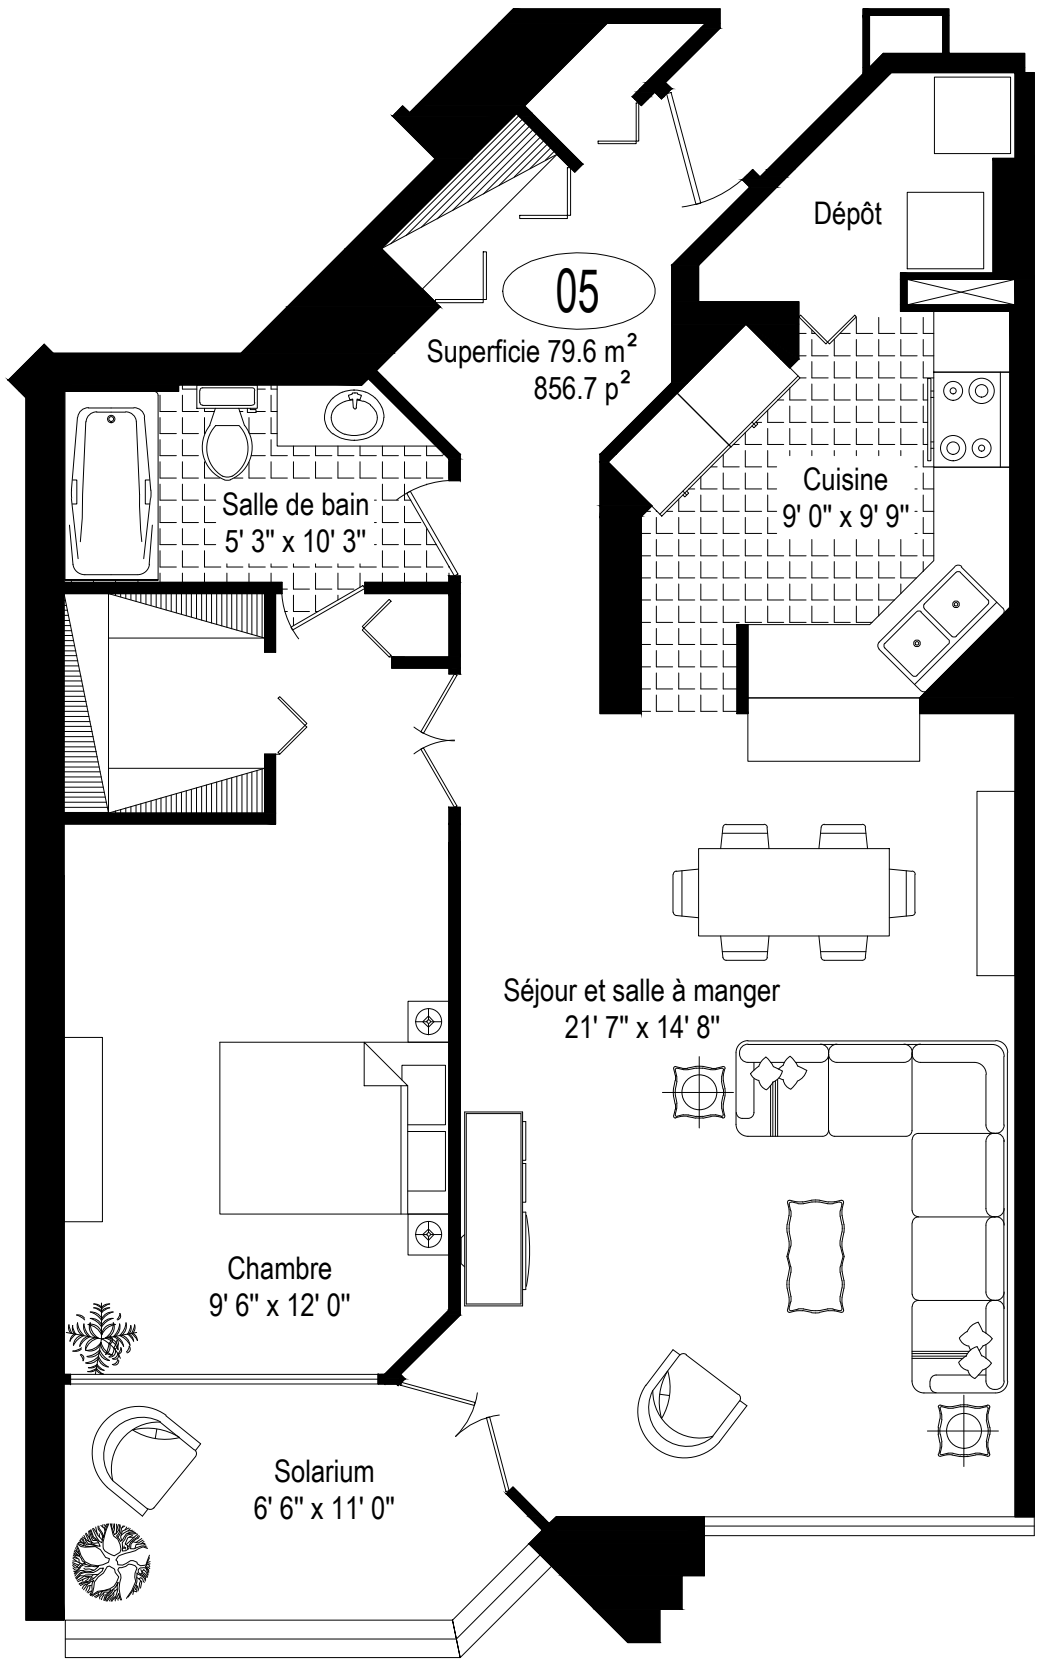 Dépôt
05
Superficie 79.6 m²
856.7 p²
Cuisine
9' 0" x 9' 9"
Salle de bain
5' 3" x 10' 3"
Séjour et salle à manger
21' 7" x 14' 8"
Chambre
9' 6" x 12' 0"
Solarium
6' 6" x 11' 0"